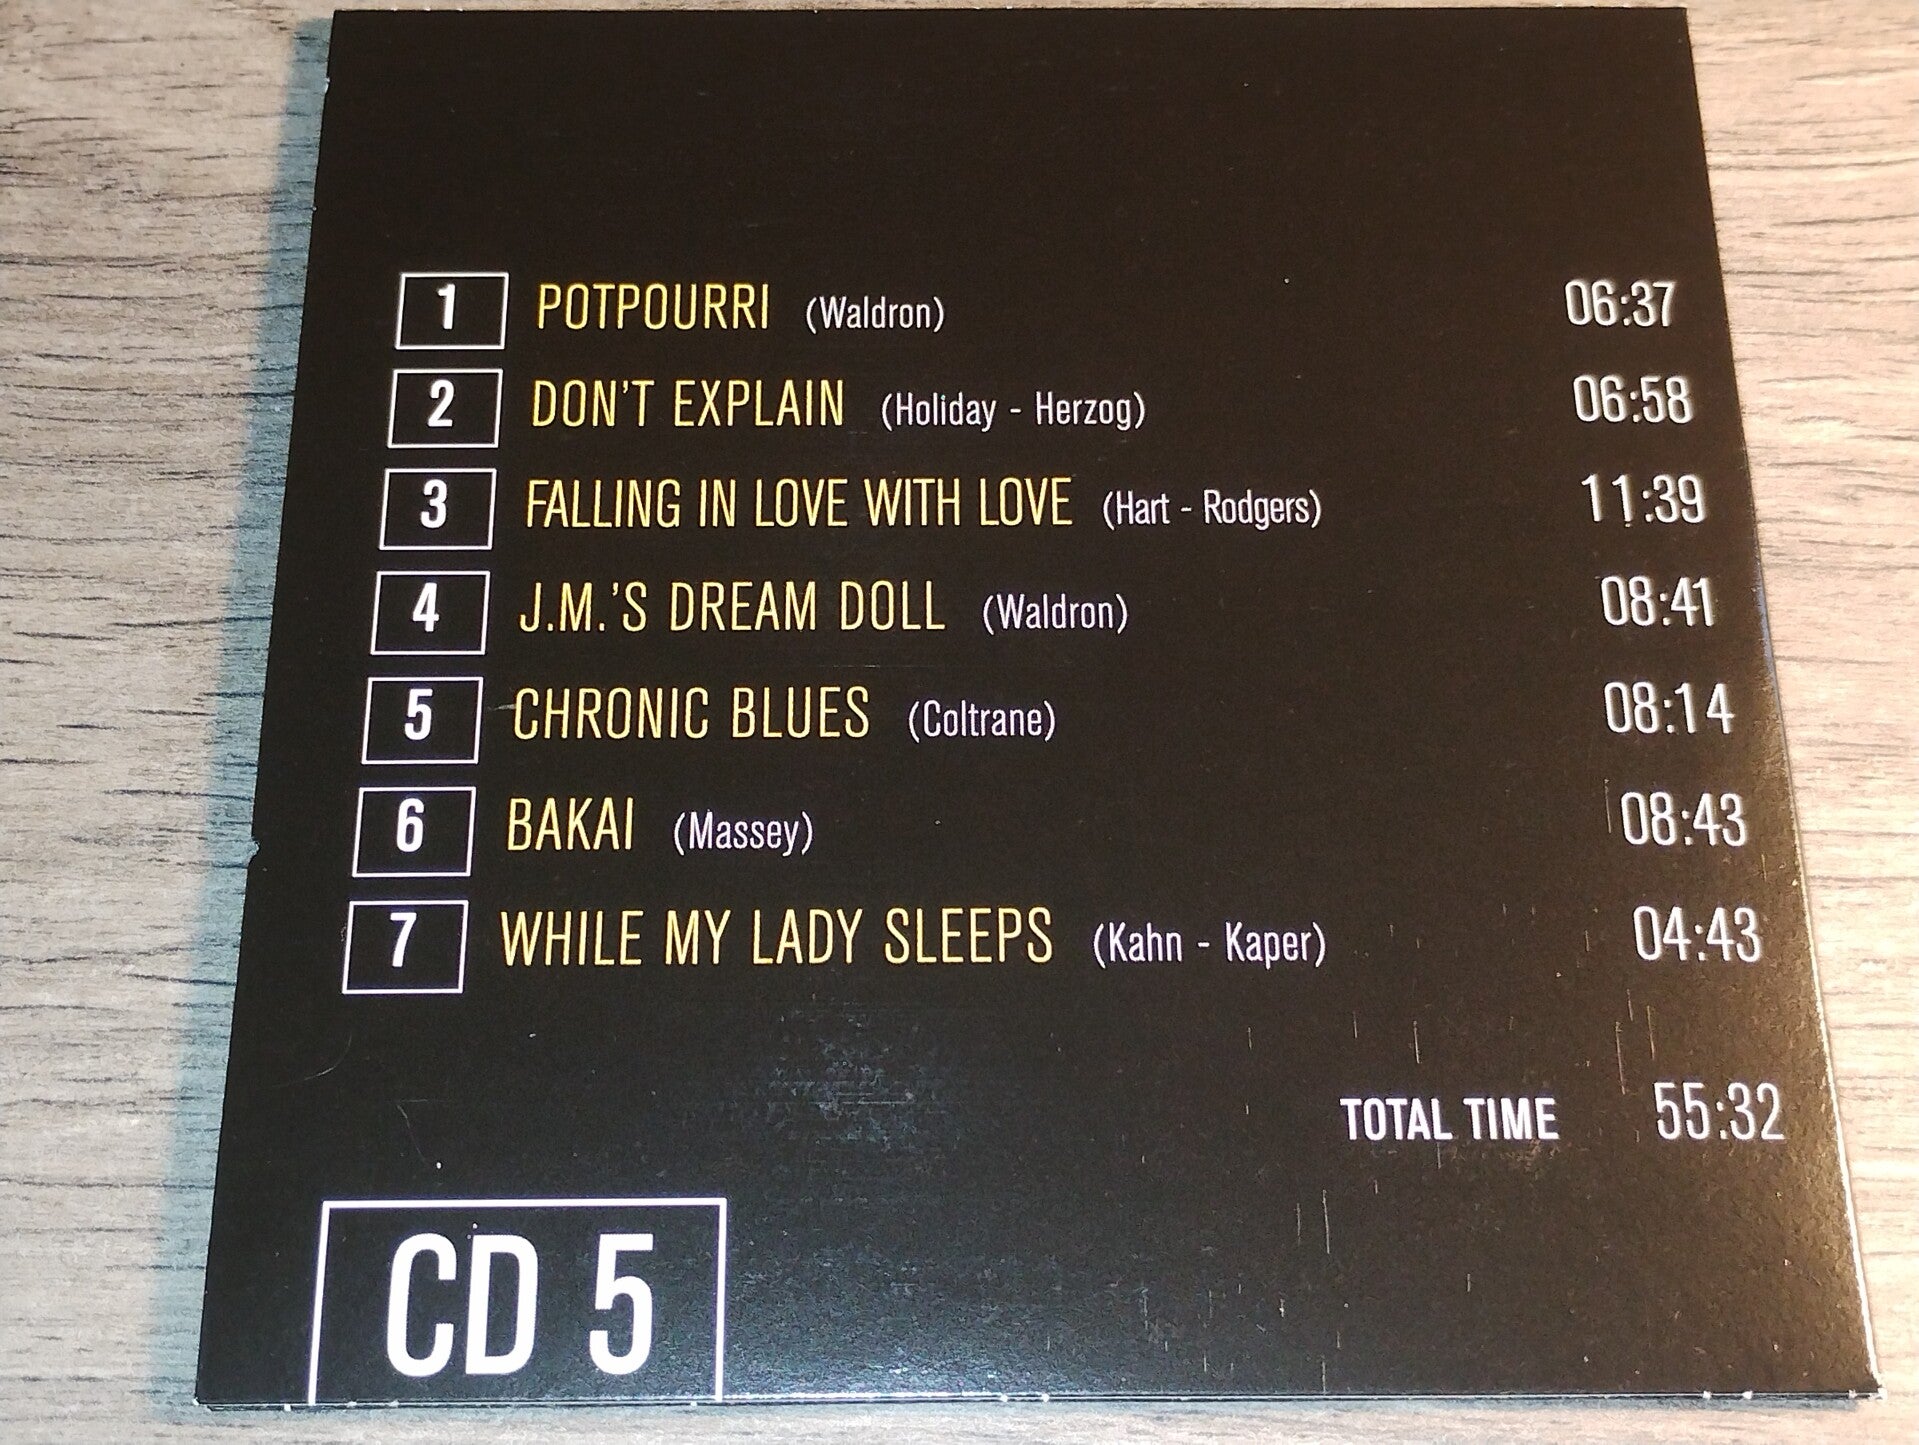 1 POTPOURRI (Waldron) 06:37
2 DON'T EXPLAIN (Holiday - Herzog) 06:58
3 FALLING IN LOVE WITH LOVE (Hart - Rodgers) 11:39
4 J.M.'S DREAM DOLL (Waldron) 08:41
5 CHRONIC BLUES (Coltrane) 08:14
6 BAKAI (Massey) 08:43
7 WHILE MY LADY SLEEPS (Kahn - Kaper) 04:43
TOTAL TIME 55:32
CD 5